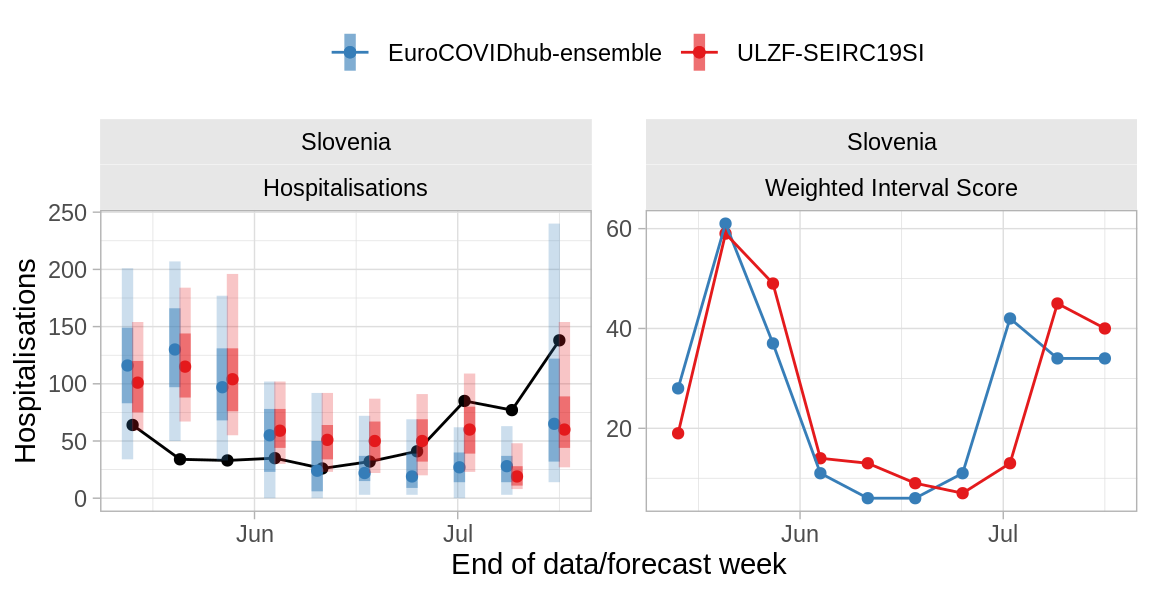 EuroCOVIDhub-ensemble ULZF-SEIRC19SI
Slovenia
Hospitalisations
Hospitalisations
250
200
150
100
50
0
Jun Jul
Slovenia
Weighted Interval Score
60
40
20
Jun Jul
End of data/forecast week